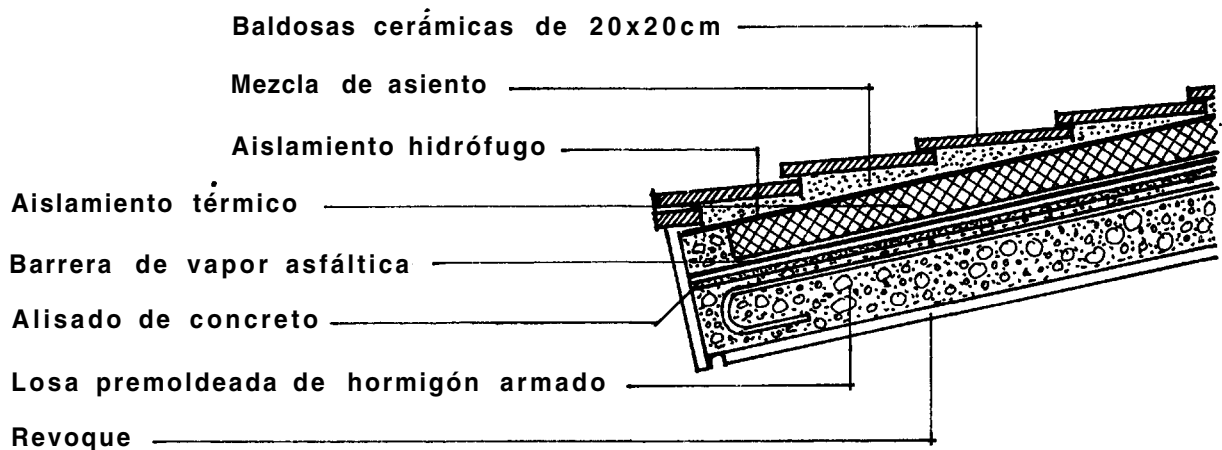 Baldosas cerámicas de 20x20cm
Mezcla de asiento
Aislamiento hidrófugo
Aislamiento térmico
Barrera de vapor asfáltica
Alisado de concreto
Losa premoldeada de hormigón armado
Revoque